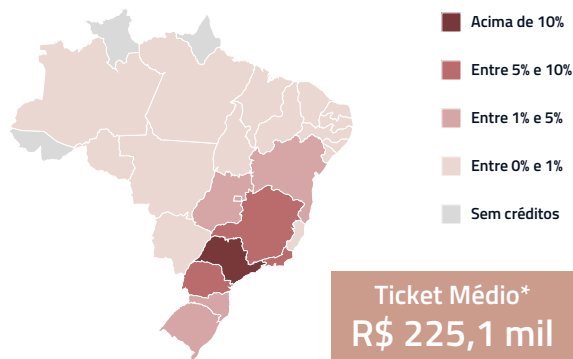 Acima de 10%
Entre 5% e 10%
Entre 1% e 5%
Entre 0% e 1%
Sem créditos
Ticket Médio*
R$ 225,1 mil